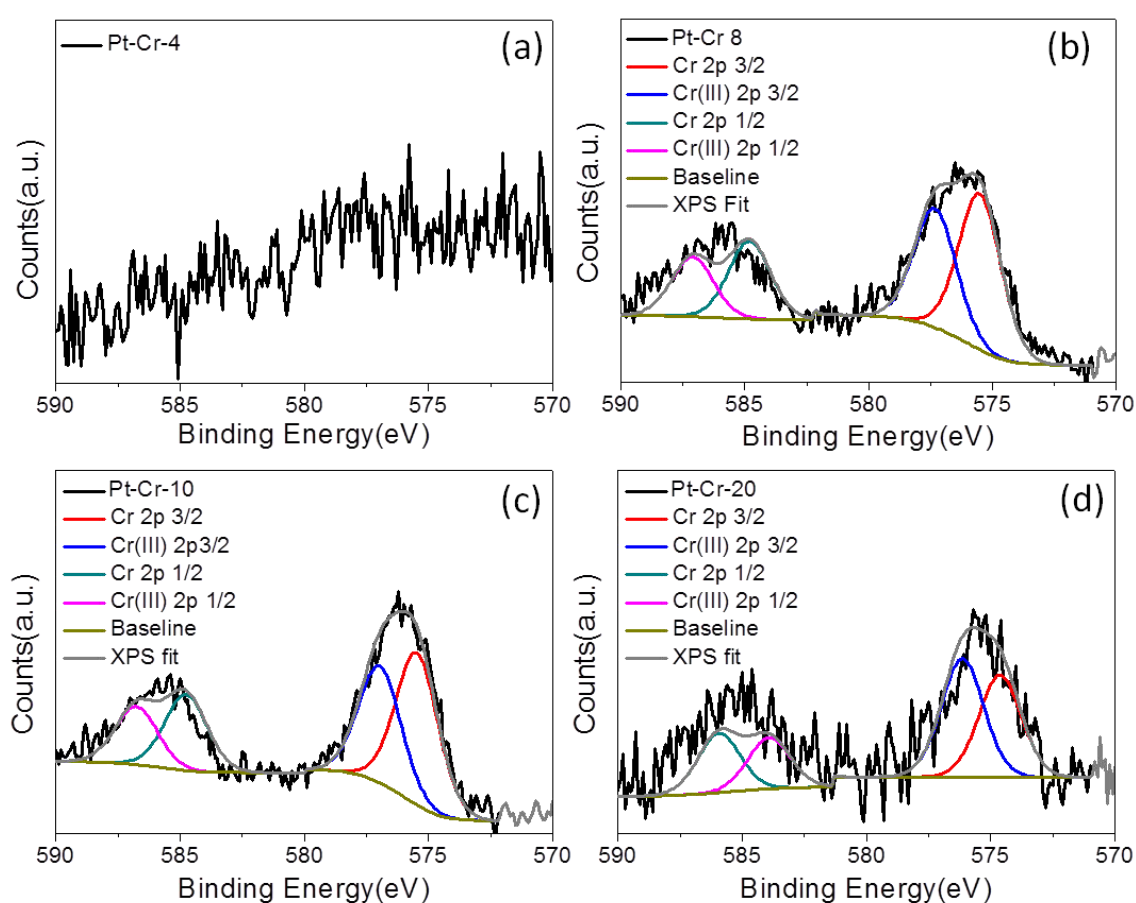 Pt-Cr-4
(a)
Counts(a.u.)
590 585 580 575 570
Binding Energy(eV)
Pt-Cr 8
Cr 2p 3/2
Cr(III) 2p 3/2
Cr 2p 1/2
Cr(III) 2p 1/2
Baseline
XPS Fit
(b)
Counts(a.u.)
590 585 580 575 570
Binding Energy(eV)
Pt-Cr-10
Cr 2p 3/2
Cr(III) 2p3/2
Cr 2p 1/2
Cr(III) 2p 1/2
Baseline
XPS fit
(c)
Counts(a.u.)
590 585 580 575 570
Binding Energy(eV)
Pt-Cr-20
Cr 2p 3/2
Cr(III) 2p 3/2
Cr 2p 1/2
Cr(III) 2p 1/2
Baseline
XPS fit
(d)
Counts(a.u.)
590 585 580 575 570
Binding Energy(eV)